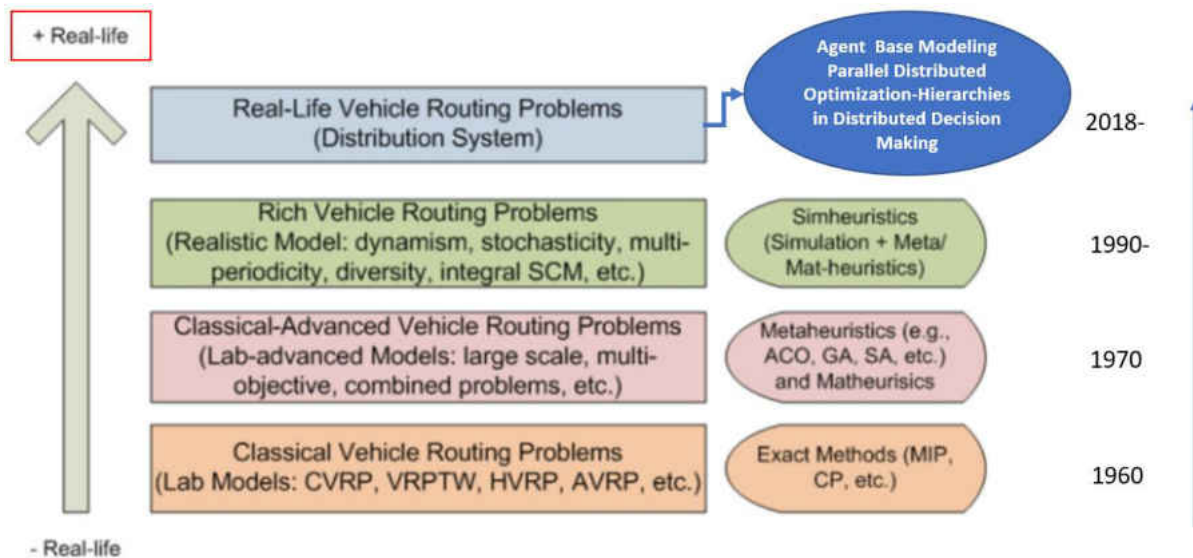 + Real-life
Agent Base Modeling
Parallel Distributed
Optimization-Hierarchies
in Distributed Decision
Making
Real-Life Vehicle Routing Problems
(Distribution System)
2018-
Rich Vehicle Routing Problems
(Realistic Model: dynamism, stochasticity, multi-
periodicity, diversity, integral SCM, etc.)
Simheuristics
(Simulation + Meta/
Mat-heuristics)
1990-
Classical-Advanced Vehicle Routing Problems
(Lab-advanced Models: large scale, multi-
objective, combined problems, etc.)
Metaheuristics (e.g.,
ACO, GA, SA, etc.)
and Matheurisics
1970
Classical Vehicle Routing Problems
(Lab Models: CVRP, VRPTW, HVRP, AVRP, etc.)
Exact Methods (MIP,
CP, etc.)
1960
- Real-life